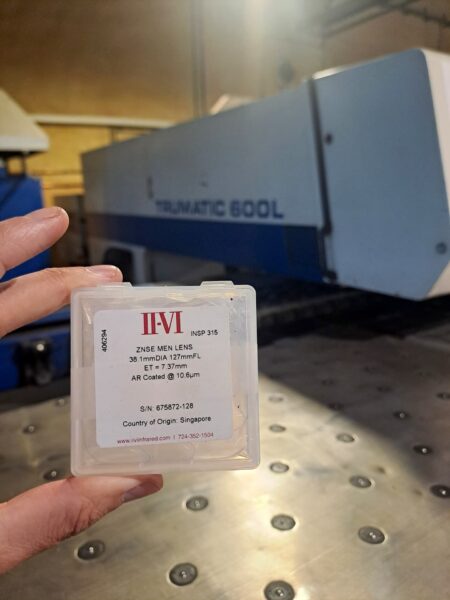 TRUMATIC 600L
II-VI
INSP 315
406294
ZNSE MEN LENS
38.1mmDIA 127mmFL
ET = 7.37mm
AR Coated @ 10.6µm
S/N: 675872-128
Country of Origin: Singapore
www.iiviinfrared.com | 724-352-1504